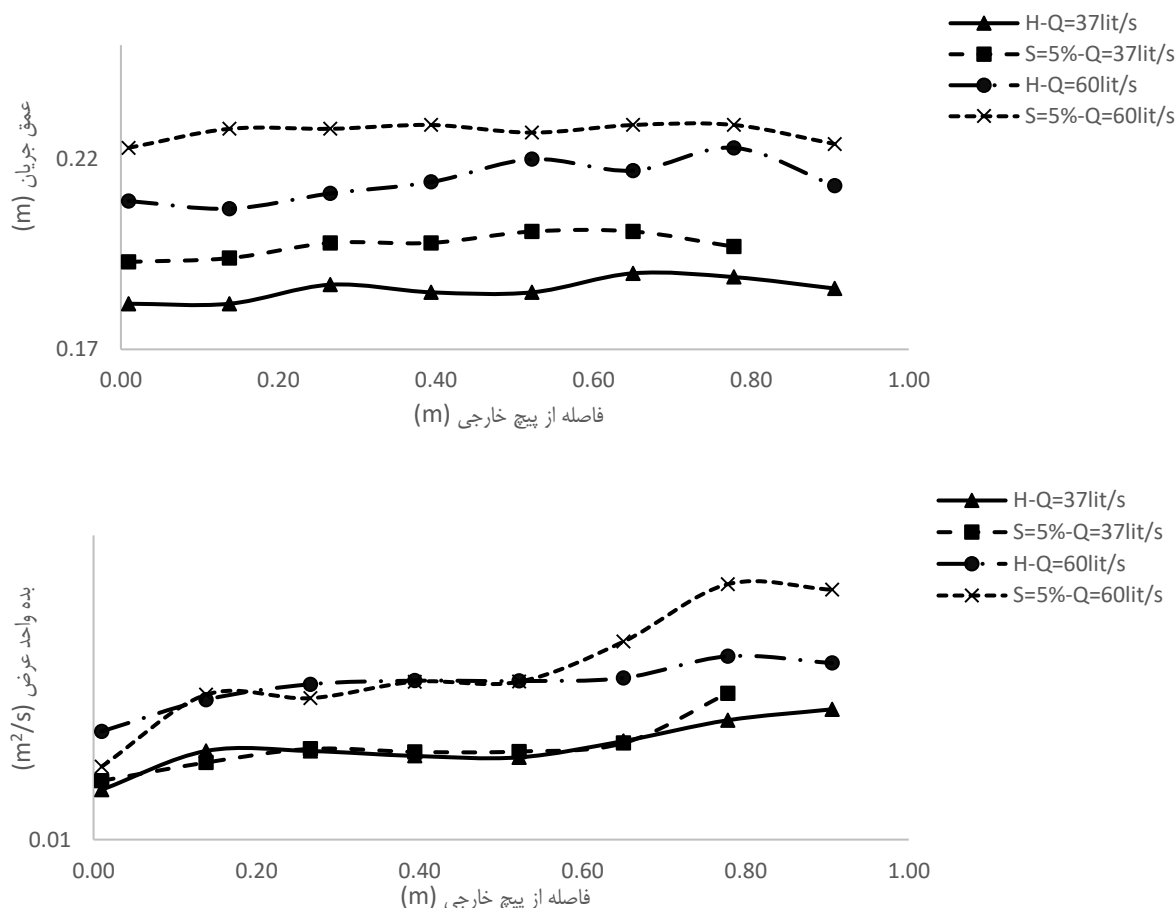 H-Q=37lit/s
S=5%-Q=37lit/s
H-Q=60lit/s
S=5%-Q=60lit/s
عمق جریان (m)
0.22
0.17
0.00 0.20 0.40 0.60 0.80 1.00
فاصله از پیچ خارجی (m)
H-Q=37lit/s
S=5%-Q=37lit/s
H-Q=60lit/s
S=5%-Q=60lit/s
بده واحد عرض (m²/s)
0.01
0.00 0.20 0.40 0.60 0.80 1.00
فاصله از پیچ خارجی (m)